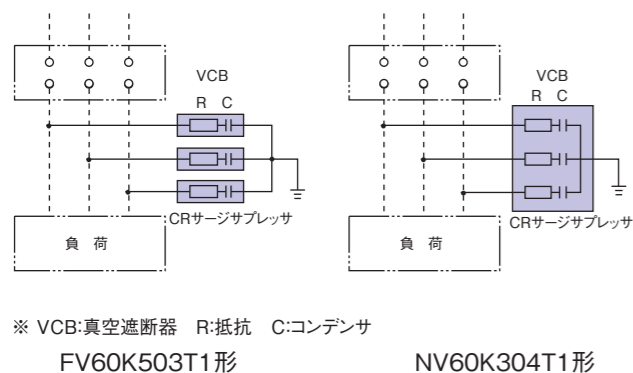 VCB
R C
CRサージサプレッサ
負 荷
VCB
R C
CRサージサプレッサ
負 荷
※ VCB:真空遮断器 R:抵抗 C:コンデンサ
FV60K503T1形
NV60K304T1形